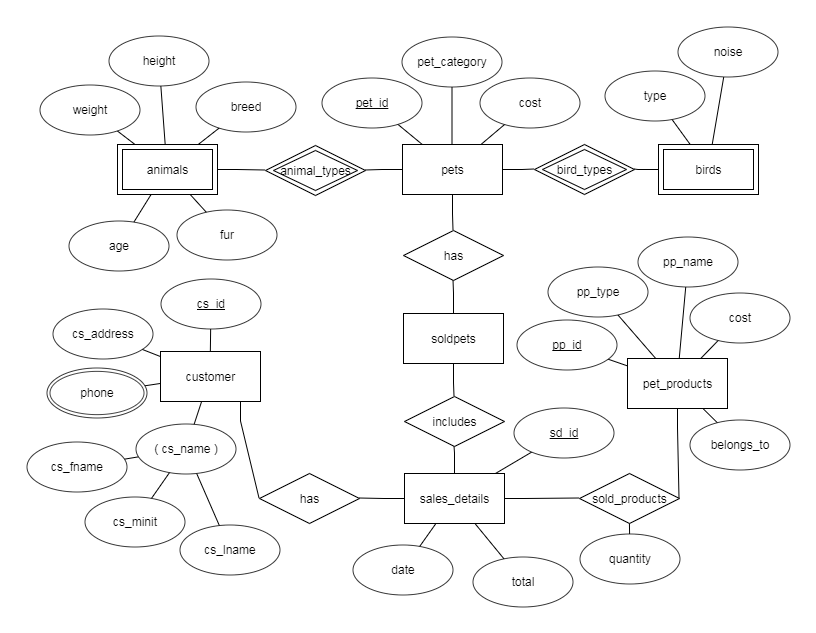 noise
height
pet_category
type
pet_id
cost
breed
weight
animals
animal_types
pets
bird_types
birds
age
fur
has
pp_name
pp_type
cs_id
cost
cs_address
soldpets
pp_id
customer
pet_products
phone
includes
sd_id
belongs_to
( cs_name )
cs_fname
has
sales_details
sold_products
cs_minit
cs_lname
quantity
date
total